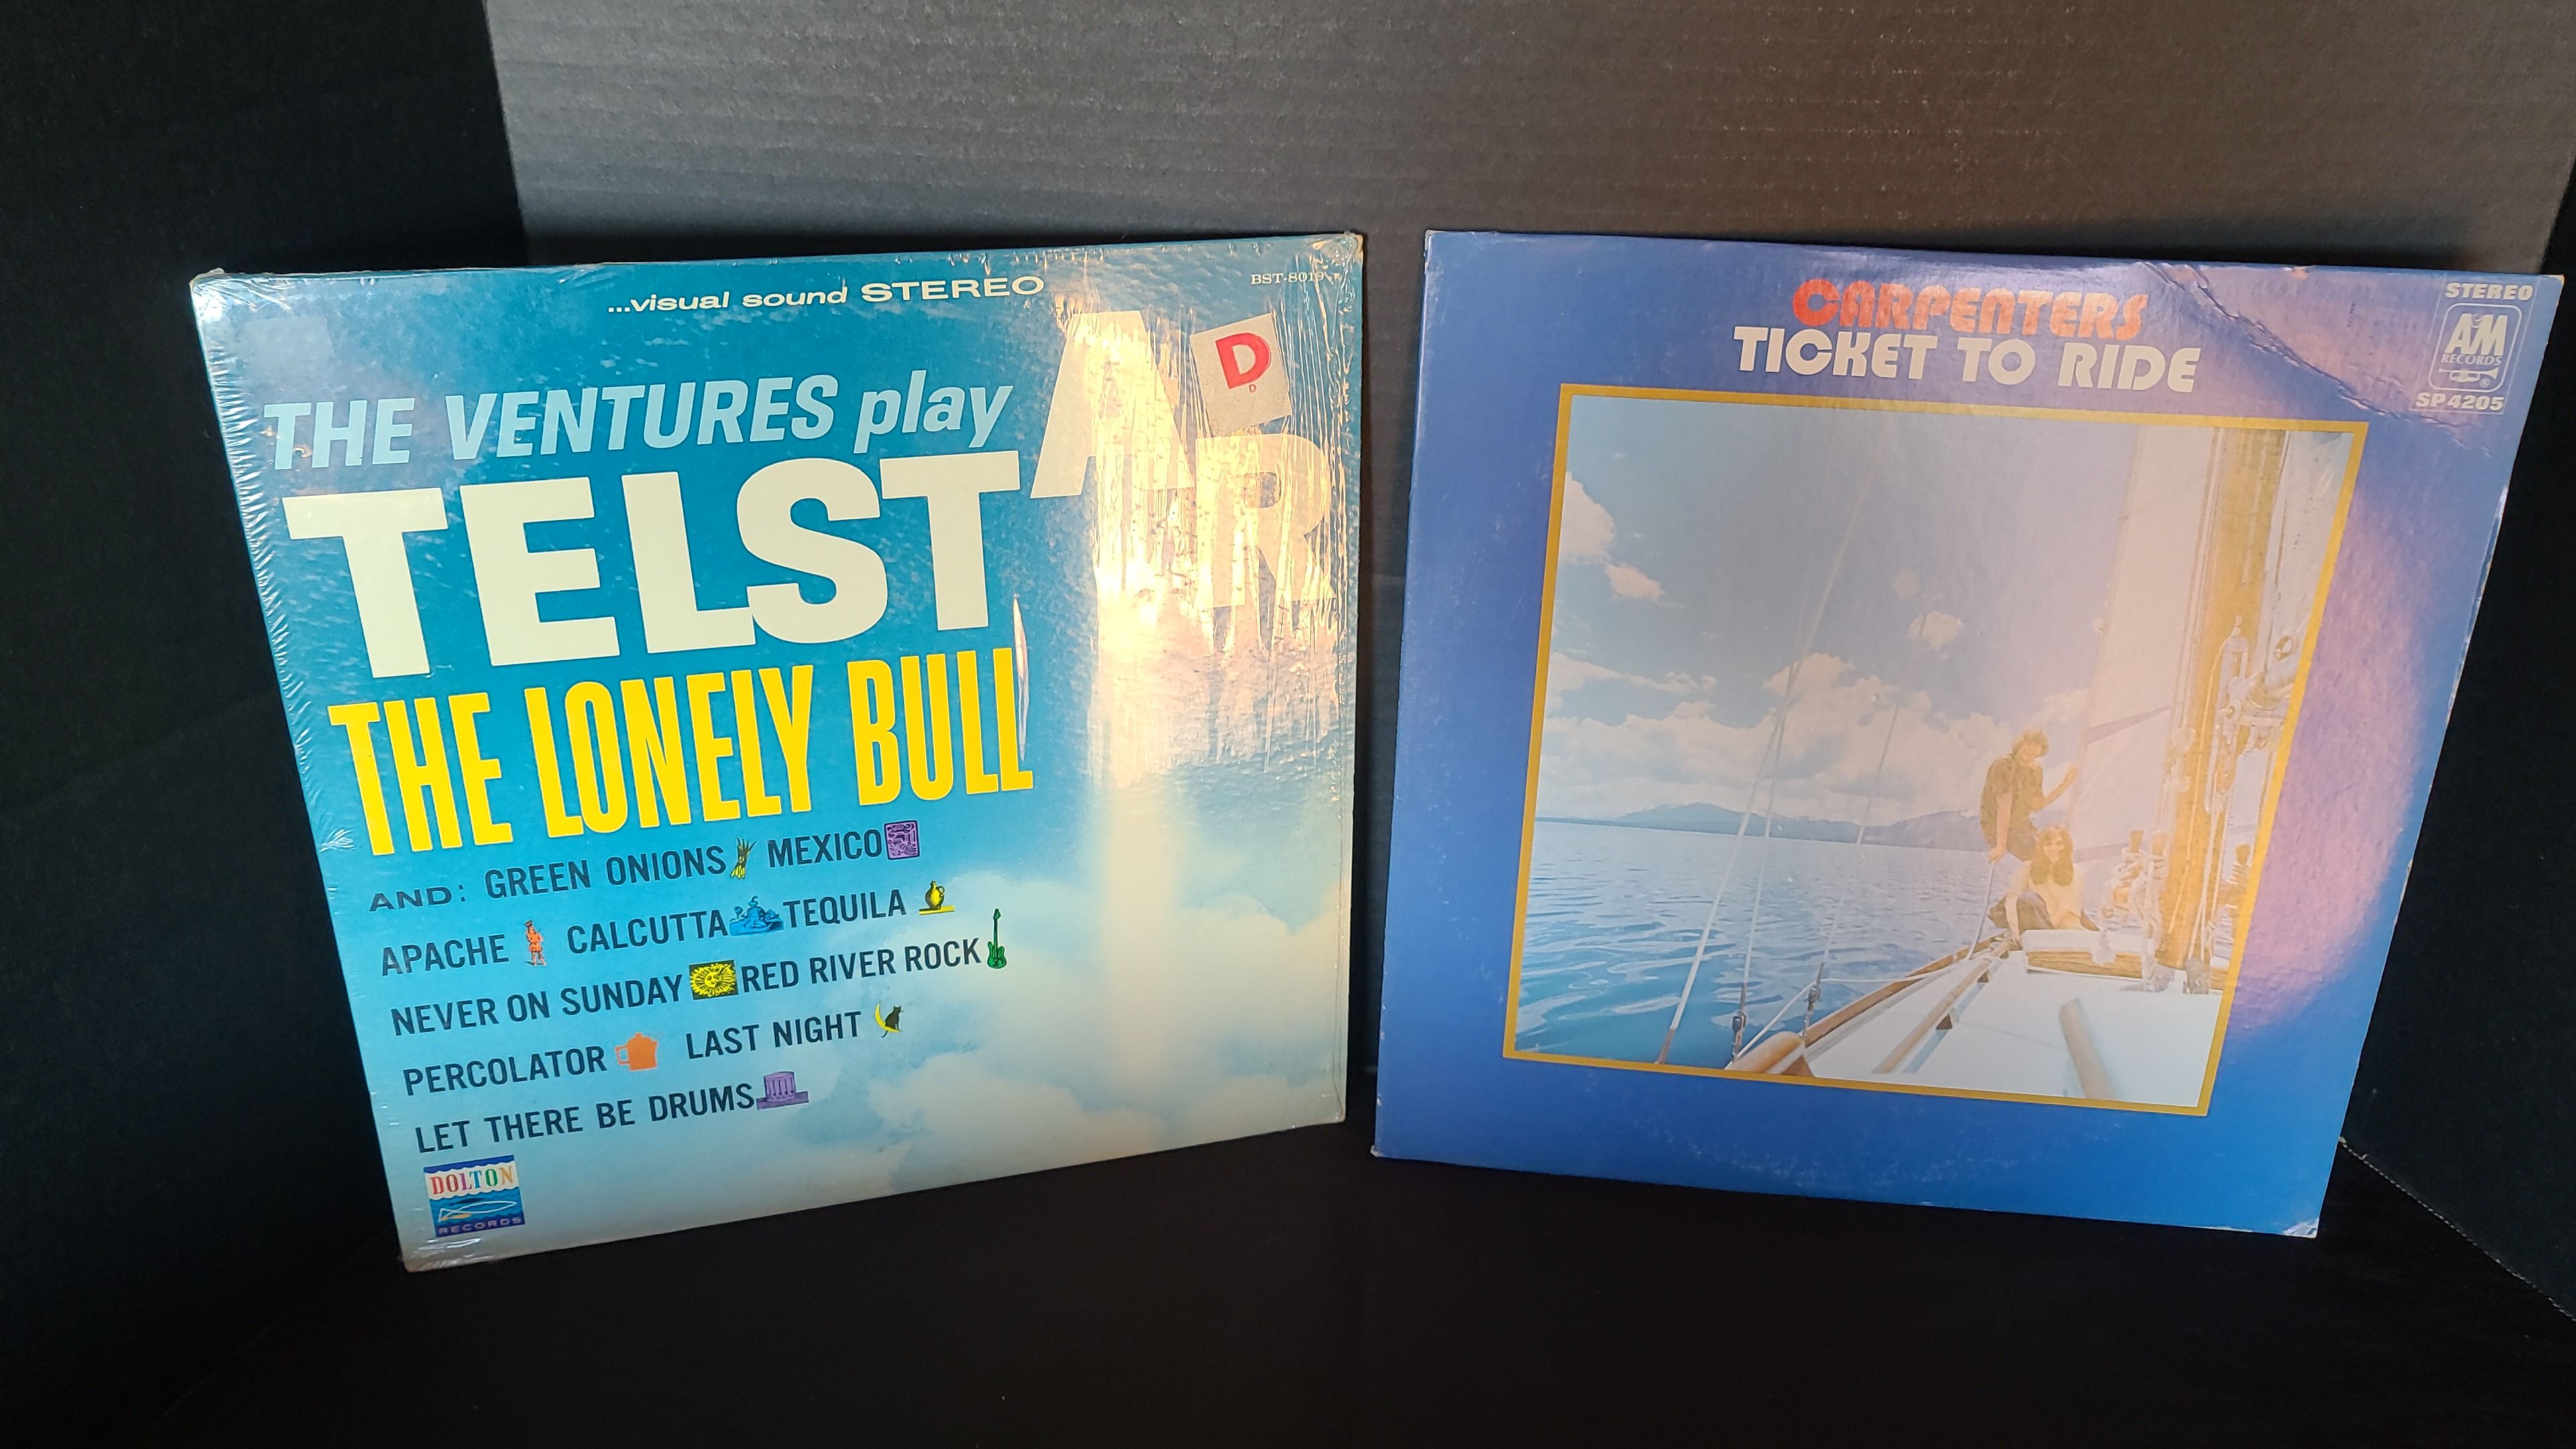 ...visual sound STEREO
BST-8019
THE VENTURES play
TELSTAR
D
D
THE LONELY BULL
AND: GREEN ONIONS MEXICO
APACHE CALCUTTA TEQUILA
NEVER ON SUNDAY RED RIVER ROCK
PERCOLATOR LAST NIGHT
LET THERE BE DRUMS
DOLTON
RECORDS
CARPENTERS
TICKET TO RIDE
STEREO
A&M
RECORDS
®
SP 4205